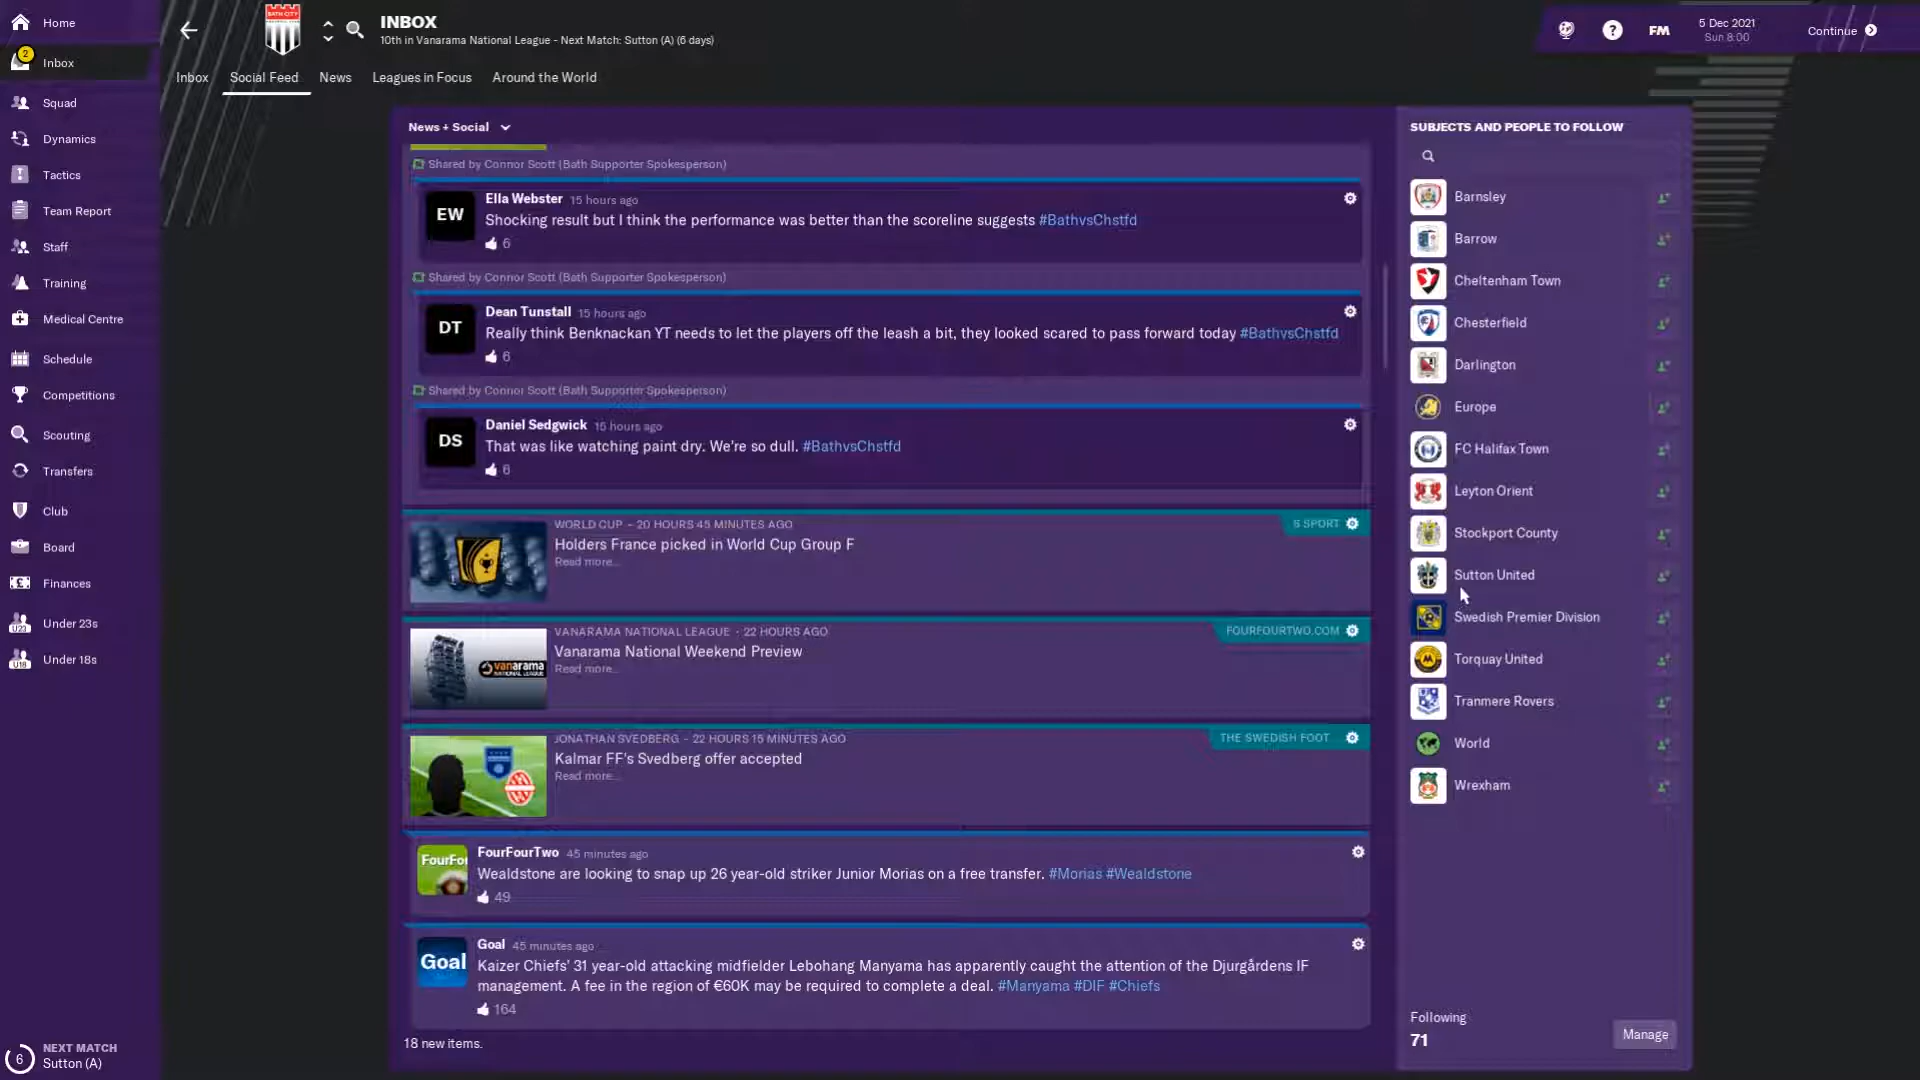 Home
2
Inbox
Squad
Dynamics
Tactics
Team Report
Staff
Training
Medical Centre
Schedule
Competitions
Scouting
Transfers
Club
Board
Finances
U23
Under 23s
U18
Under 18s
6
NEXT MATCH
Sutton (A)
BATH CITY
INBOX
10th in Vanarama National League - Next Match: Sutton (A) (6 days)
?
FM
5 Dec 2021
Sun 8:00
Continue
Inbox
Social Feed
News
Leagues in Focus
Around the World
News + Social
Shared by Connor Scott (Bath Supporter Spokesperson)
EW
Ella Webster 15 hours ago
Shocking result but I think the performance was better than the scoreline suggests #BathvsChstfd
6
Shared by Connor Scott (Bath Supporter Spokesperson)
DT
Dean Tunstall 15 hours ago
Really think Benknackan YT needs to let the players off the leash a bit, they looked scared to pass forward today #BathvsChstfd
6
Shared by Connor Scott (Bath Supporter Spokesperson)
DS
Daniel Sedgwick 15 hours ago
That was like watching paint dry. We're so dull. #BathvsChstfd
6
WORLD CUP - 20 HOURS 45 MINUTES AGO
SPORT
Holders France picked in World Cup Group F
Read more...
VANARAMA NATIONAL LEAGUE - 22 HOURS AGO
FOURFOURTWO.COM
Vanarama National Weekend Preview
Read more...
vanarama
NATIONAL LEAGUE
JONATHAN SVEDBERG - 22 HOURS 15 MINUTES AGO
THE SWEDISH FOOT
Kalmar FF's Svedberg offer accepted
Read more...
FourFo
FourFourTwo 45 minutes ago
Wealdstone are looking to snap up 26 year-old striker Junior Morias on a free transfer. #Morias #Wealdstone
49
Goal
Goal 45 minutes ago
Kaizer Chiefs' 31 year-old attacking midfielder Lebohang Manyama has apparently caught the attention of the Djurgårdens IF
management. A fee in the region of €60K may be required to complete a deal. #Manyama #DIF #Chiefs
164
18 new items.
SUBJECTS AND PEOPLE TO FOLLOW
Barnsley
Barrow
Cheltenham Town
Chesterfield
Darlington
Europe
FC Halifax Town
Leyton Orient
Stockport County
Sutton United
Swedish Premier Division
Torquay United
Tranmere Rovers
World
Wrexham
Following
71
Manage